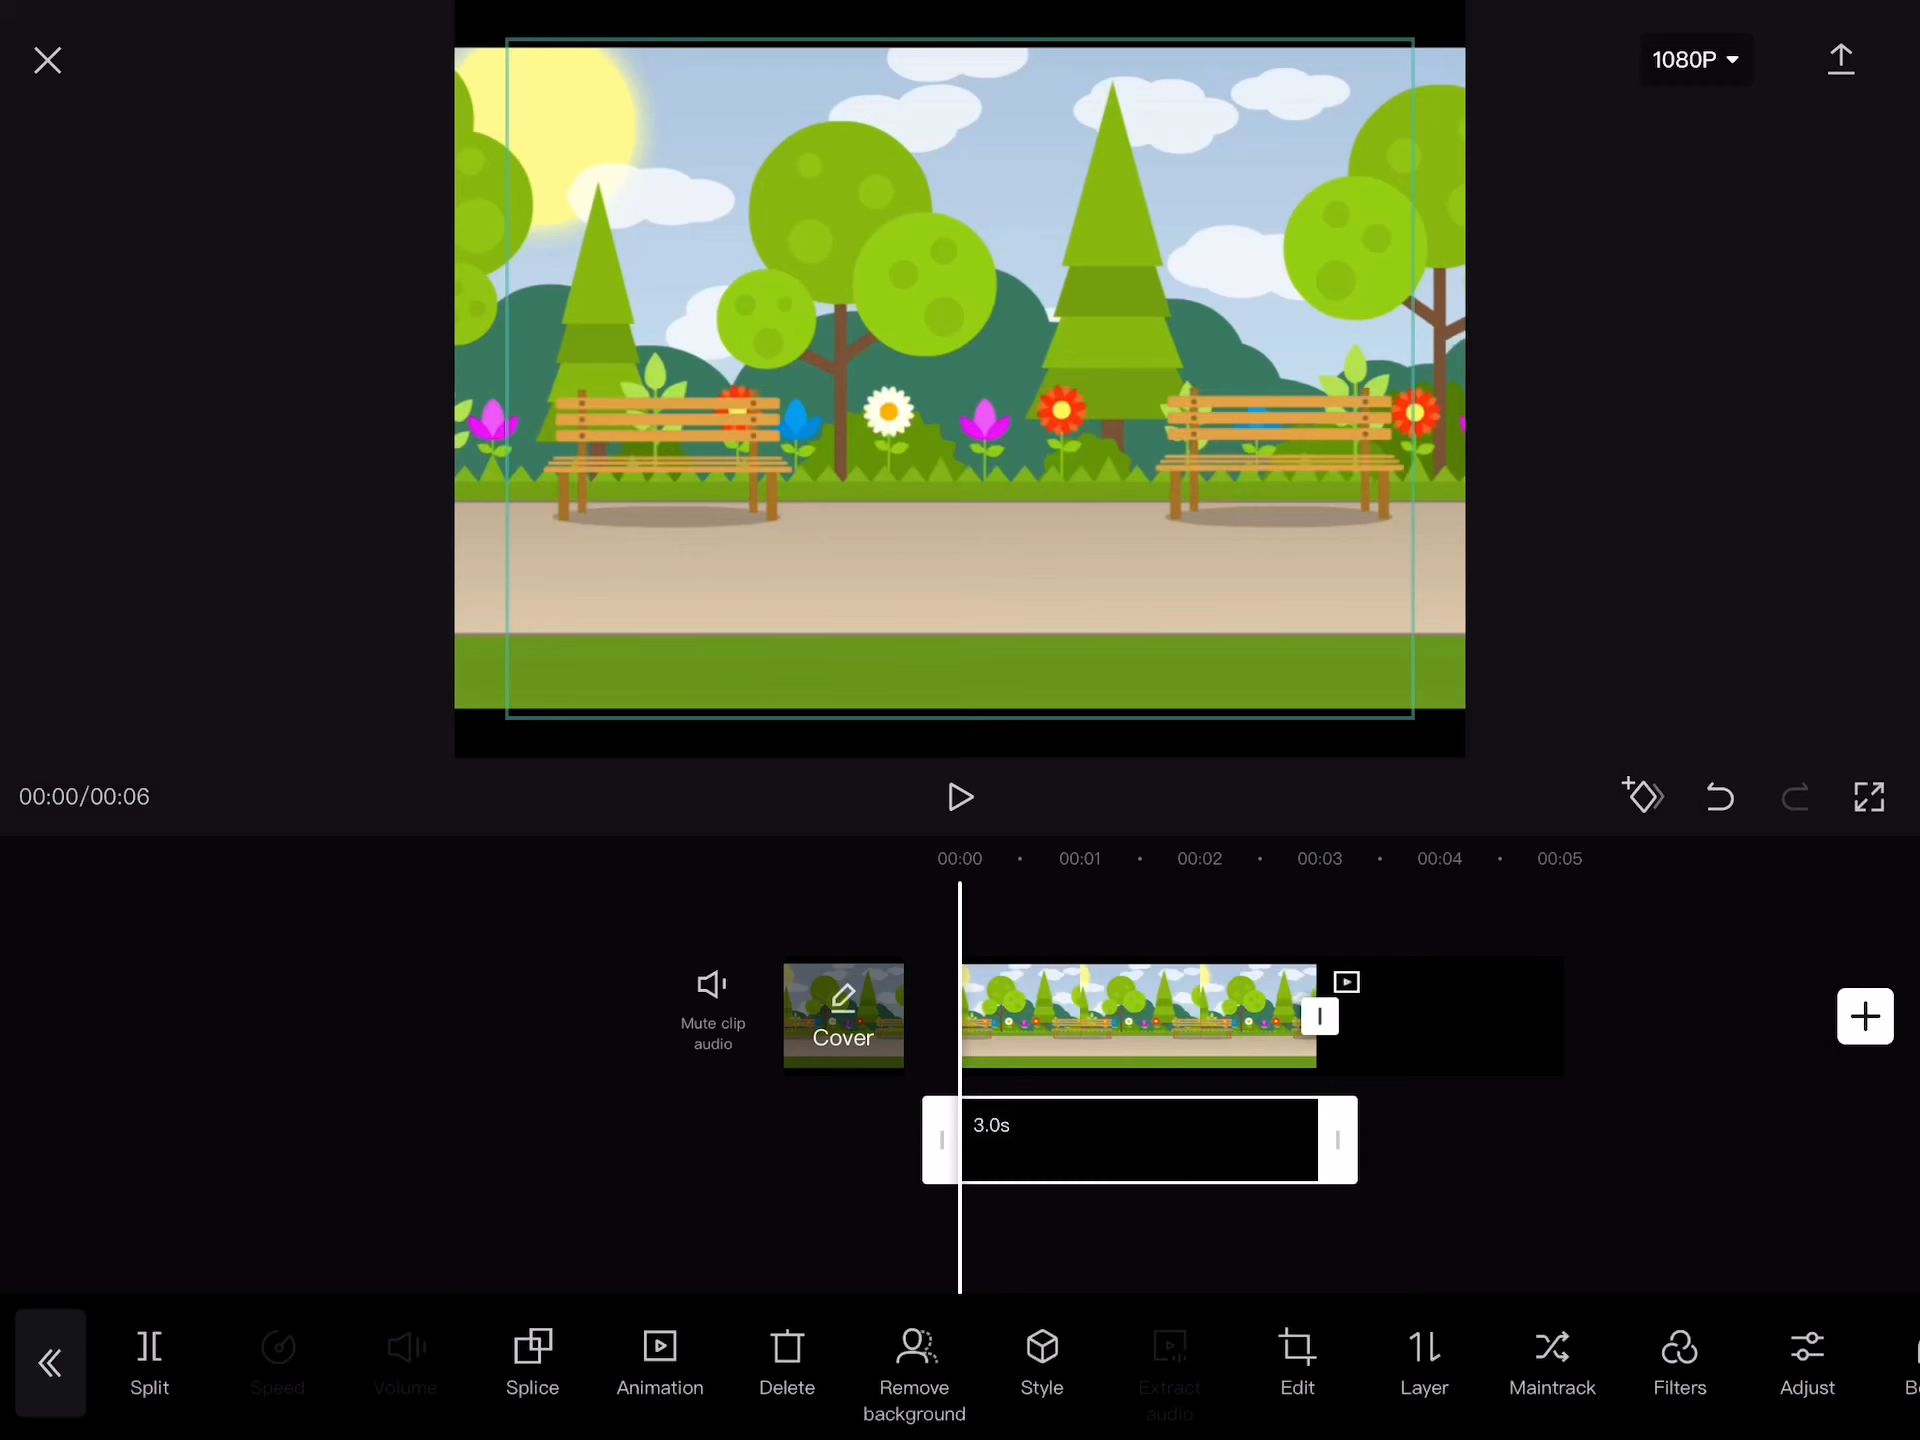 1080P
00:00/00:06
00:00 00:01 00:02 00:03 00:04 00:05
Mute clip
audio
Cover
3.0s
Split
Speed
Volume
Splice
Animation
Delete
Remove
background
Style
Extract
audio
Edit
Layer
Maintrack
Filters
Adjust